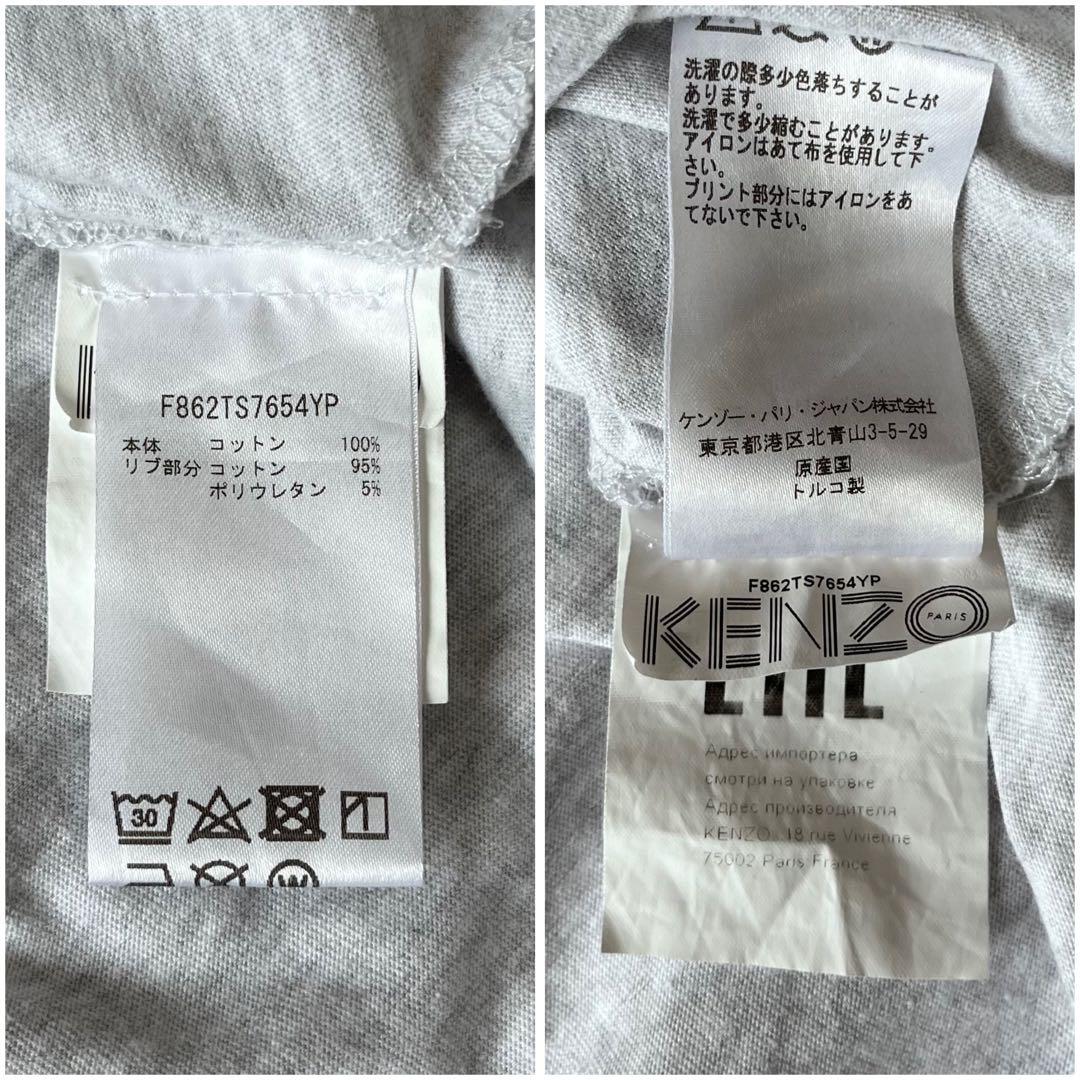 F862TS7654YP
本体 コットン 100%
リブ部分 コットン 95%
ポリウレタン 5%
30
W
W
洗濯の際多少色落ちすることが
あります。
洗濯で多少縮むことがあります。
アイロンはあて布を使用して下
さい。
プリント部分にはアイロンをあ
てないで下さい。
ケンゾー・パリ・ジャパン株式会社
東京都港区北青山3-5-29
原産国
トルコ製
F862TS7654YP
KENZO
PARIS
Адрес импортера
смотри на упаковке
Адрес производителя
KENZO 18 rue Vivienne
75002 Paris France